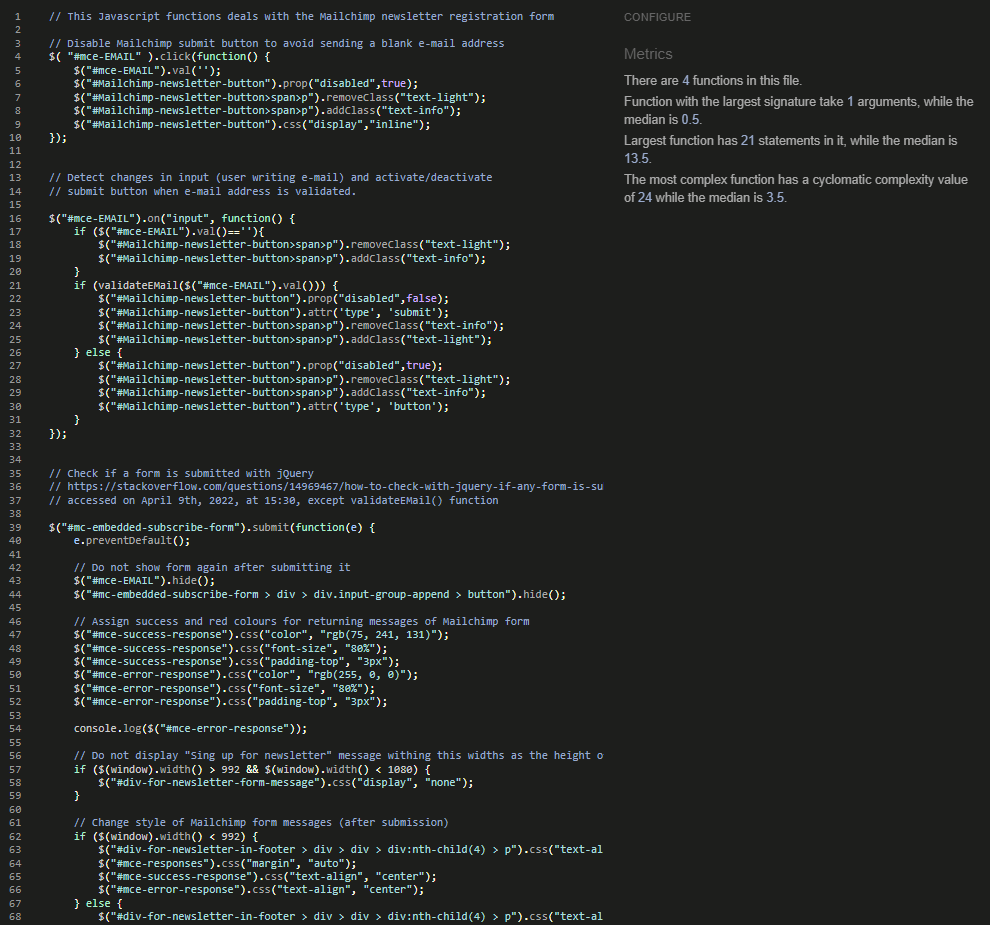 1 // This Javascript functions deals with the Mailchimp newsletter registration form
2
3 // Disable Mailchimp submit button to avoid sending a blank e-mail address
4 $( "#mce-EMAIL" ).click(function() {
5 $("#mce-EMAIL").val('');
6 $("#Mailchimp-newsletter-button").prop("disabled",true);
7 $("#Mailchimp-newsletter-button>span>p").removeClass("text-light");
8 $("#Mailchimp-newsletter-button>span>p").addClass("text-info");
9 $("#Mailchimp-newsletter-button").css("display","inline");
10 });
11
12
13 // Detect changes in input (user writing e-mail) and activate/deactivate
14 // submit button when e-mail address is validated.
15
16 $("#mce-EMAIL").on("input", function() {
17 if ($("#mce-EMAIL").val()==''){
18 $("#Mailchimp-newsletter-button>span>p").removeClass("text-light");
19 $("#Mailchimp-newsletter-button>span>p").addClass("text-info");
20 }
21 if (validateEMail($("#mce-EMAIL").val())) {
22 $("#Mailchimp-newsletter-button").prop("disabled",false);
23 $("#Mailchimp-newsletter-button").attr('type', 'submit');
24 $("#Mailchimp-newsletter-button>span>p").removeClass("text-info");
25 $("#Mailchimp-newsletter-button>span>p").addClass("text-light");
26 } else {
27 $("#Mailchimp-newsletter-button").prop("disabled",true);
28 $("#Mailchimp-newsletter-button>span>p").removeClass("text-light");
29 $("#Mailchimp-newsletter-button>span>p").addClass("text-info");
30 $("#Mailchimp-newsletter-button").attr('type', 'button');
31 }
32 });
33
34
35 // Check if a form is submitted with jQuery
36 // https://stackoverflow.com/questions/14969467/how-to-check-with-jquery-if-any-form-is-su
37 // accessed on April 9th, 2022, at 15:30, except validateEMail() function
38
39 $("#mc-embedded-subscribe-form").submit(function(e) {
40 e.preventDefault();
41
42 // Do not show form again after submitting it
43 $("#mce-EMAIL").hide();
44 $("#mc-embedded-subscribe-form > div > div.input-group-append > button").hide();
45
46 // Assign success and red colours for returning messages of Mailchimp form
47 $("#mce-success-response").css("color", "rgb(75, 241, 131)");
48 $("#mce-success-response").css("font-size", "80%");
49 $("#mce-success-response").css("padding-top", "3px");
50 $("#mce-error-response").css("color", "rgb(255, 0, 0)");
51 $("#mce-error-response").css("font-size", "80%");
52 $("#mce-error-response").css("padding-top", "3px");
53
54 console.log($("#mce-error-response"));
55
56 // Do not display "Sing up for newsletter" message withing this widths as the height o
57 if ($(window).width() > 992 && $(window).width() < 1080) {
58 $("#div-for-newsletter-form-message").css("display", "none");
59 }
60
61 // Change style of Mailchimp form messages (after submission)
62 if ($(window).width() < 992) {
63 $("#div-for-newsletter-in-footer > div > div > div:nth-child(4) > p").css("text-al
64 $("#mce-responses").css("margin", "auto");
65 $("#mce-success-response").css("text-align", "center");
66 $("#mce-error-response").css("text-align", "center");
67 } else {
68 $("#div-for-newsletter-in-footer > div > div > div:nth-child(4) > p").css("text-al
CONFIGURE
Metrics
There are 4 functions in this file.
Function with the largest signature take 1 arguments, while the
median is 0.5.
Largest function has 21 statements in it, while the median is
13.5.
The most complex function has a cyclomatic complexity value
of 24 while the median is 3.5.